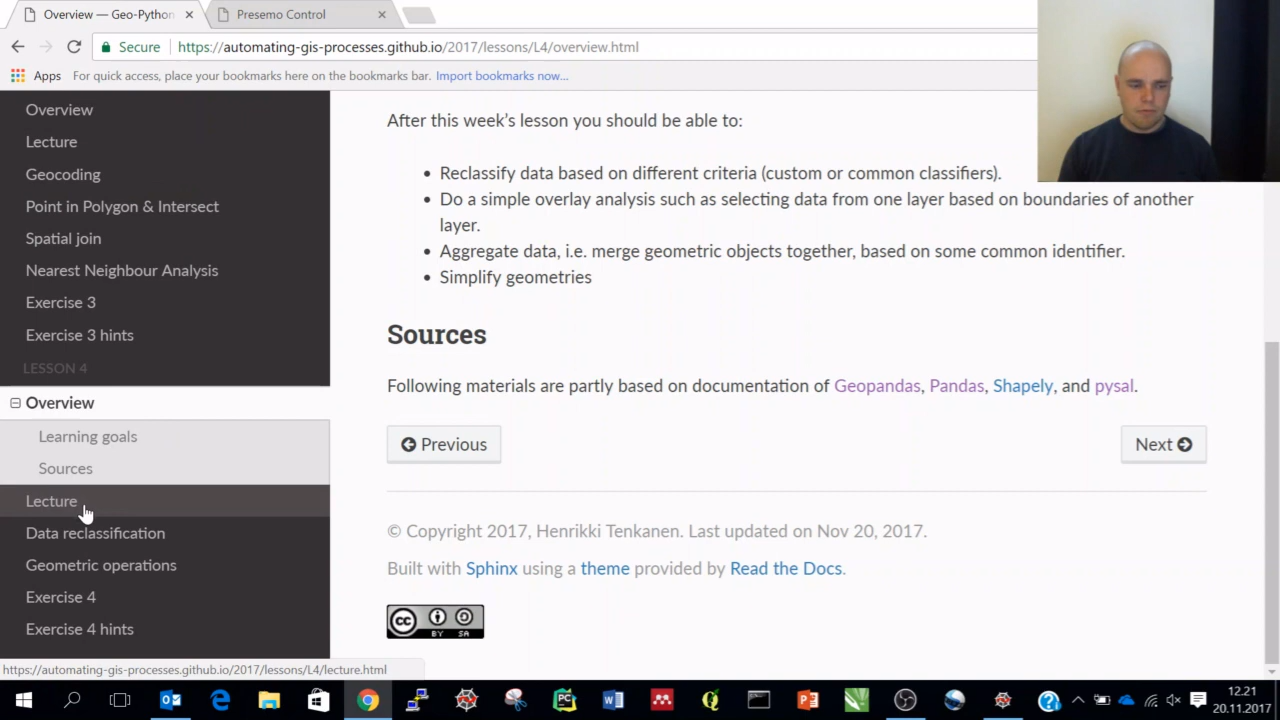 Overview — Geo-Python
Presemo Control
Secure
https://automating-gis-processes.github.io/2017/lessons/L4/overview.html
Apps
For quick access, place your bookmarks here on the bookmarks bar. Import bookmarks now...
Overview
Lecture
Geocoding
Point in Polygon & Intersect
Spatial join
Nearest Neighbour Analysis
Exercise 3
Exercise 3 hints
LESSON 4
Overview
Learning goals
Sources
Lecture
Data reclassification
Geometric operations
Exercise 4
Exercise 4 hints
https://automating-gis-processes.github.io/2017/lessons/L4/lecture.html
After this week's lesson you should be able to:
• Reclassify data based on different criteria (custom or common classifiers).
• Do a simple overlay analysis such as selecting data from one layer based on boundaries of another
layer.
• Aggregate data, i.e. merge geometric objects together, based on some common identifier.
• Simplify geometries
Sources
Following materials are partly based on documentation of Geopandas, Pandas, Shapely, and pysal.
Previous
Next
© Copyright 2017, Henrikki Tenkanen. Last updated on Nov 20, 2017.
Built with Sphinx using a theme provided by Read the Docs.
cc
BY SA
12.21
20.11.2017